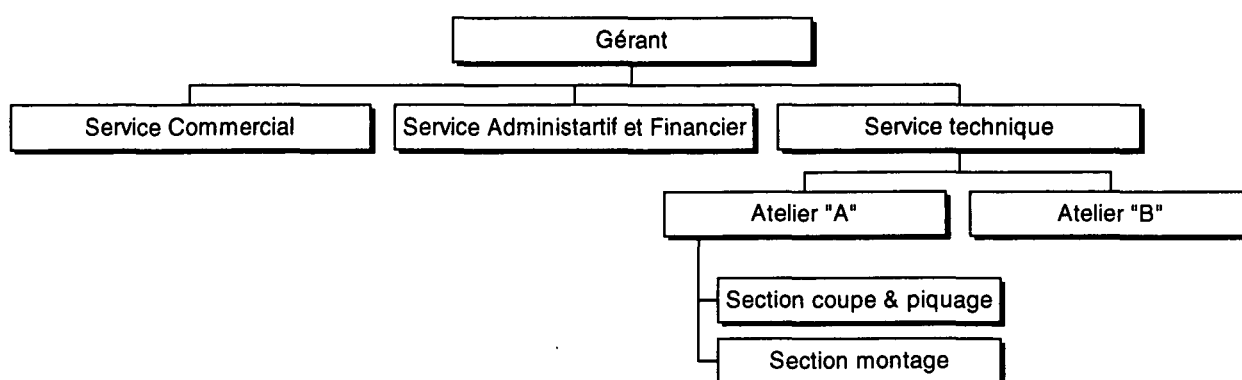 Gérant
Service Commercial
Service Administartif et Financier
Service technique
Atelier "A"
Atelier "B"
Section coupe & piquage
Section montage